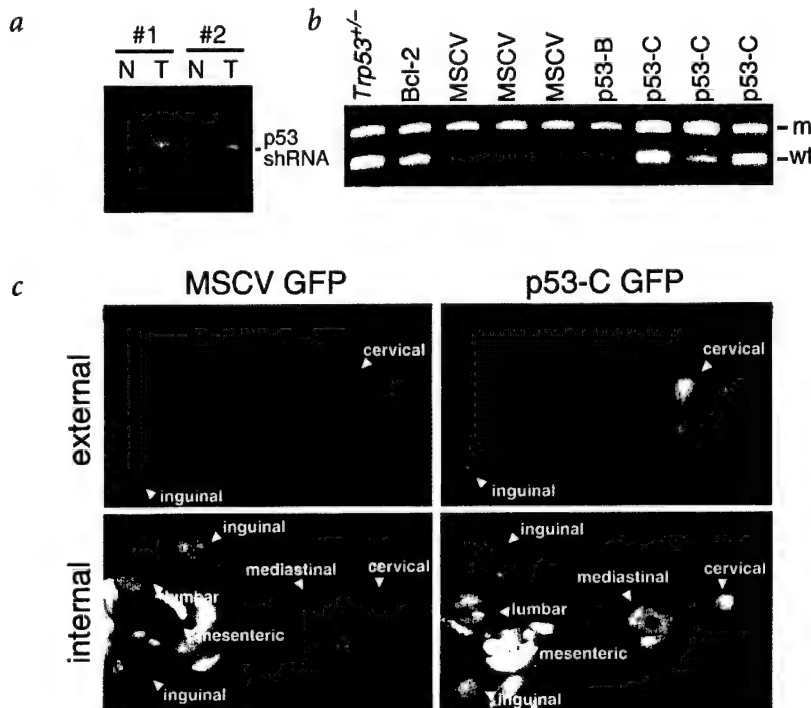 a
#1 #2
N T N T
p53
shRNA
b
Trp53+/-
Bcl-2
MSCV
MSCV
MSCV
p53-B
p53-C
p53-C
p53-C
wt
c
MSCV GFP
p53-C GFP
external
cervical
inguinal
cervical
inguinal
internal
inguinal
mediastinal
cervical
lumbar
mesenteric
inguinal
inguinal
mediastinal
cervical
lumbar
mesenteric
inguinal